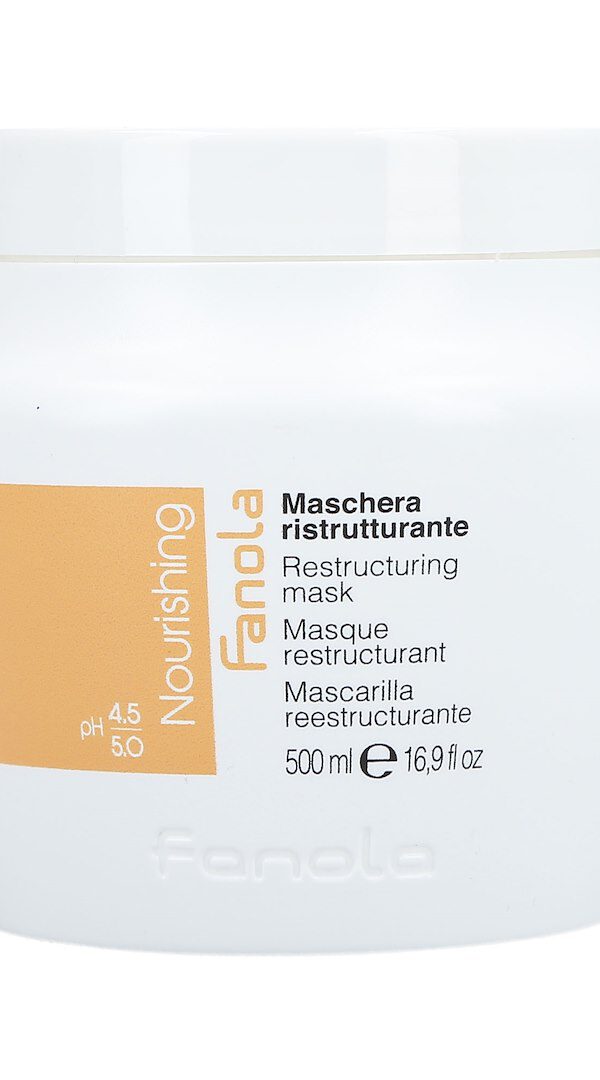 Nourishing
pH 4.5
5.0
Fanola
Maschera
ristrutturante
Restructuring
mask
Masque
restructurant
Mascarilla
reestructurante
500 ml e 16,9 fl oz
Fanola